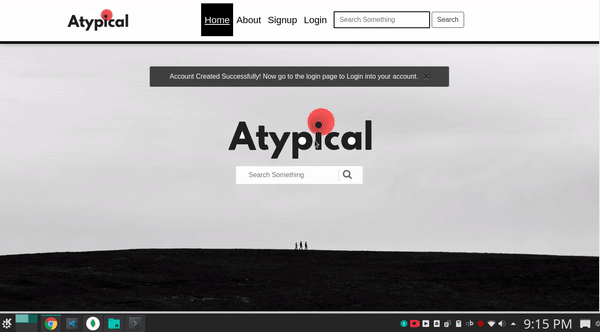 Atypical
Home About Signup Login Search Something Search
Account Created Successfully! Now go to the login page to Login into your account. ×
Atypical
Search Something
9:15 PM